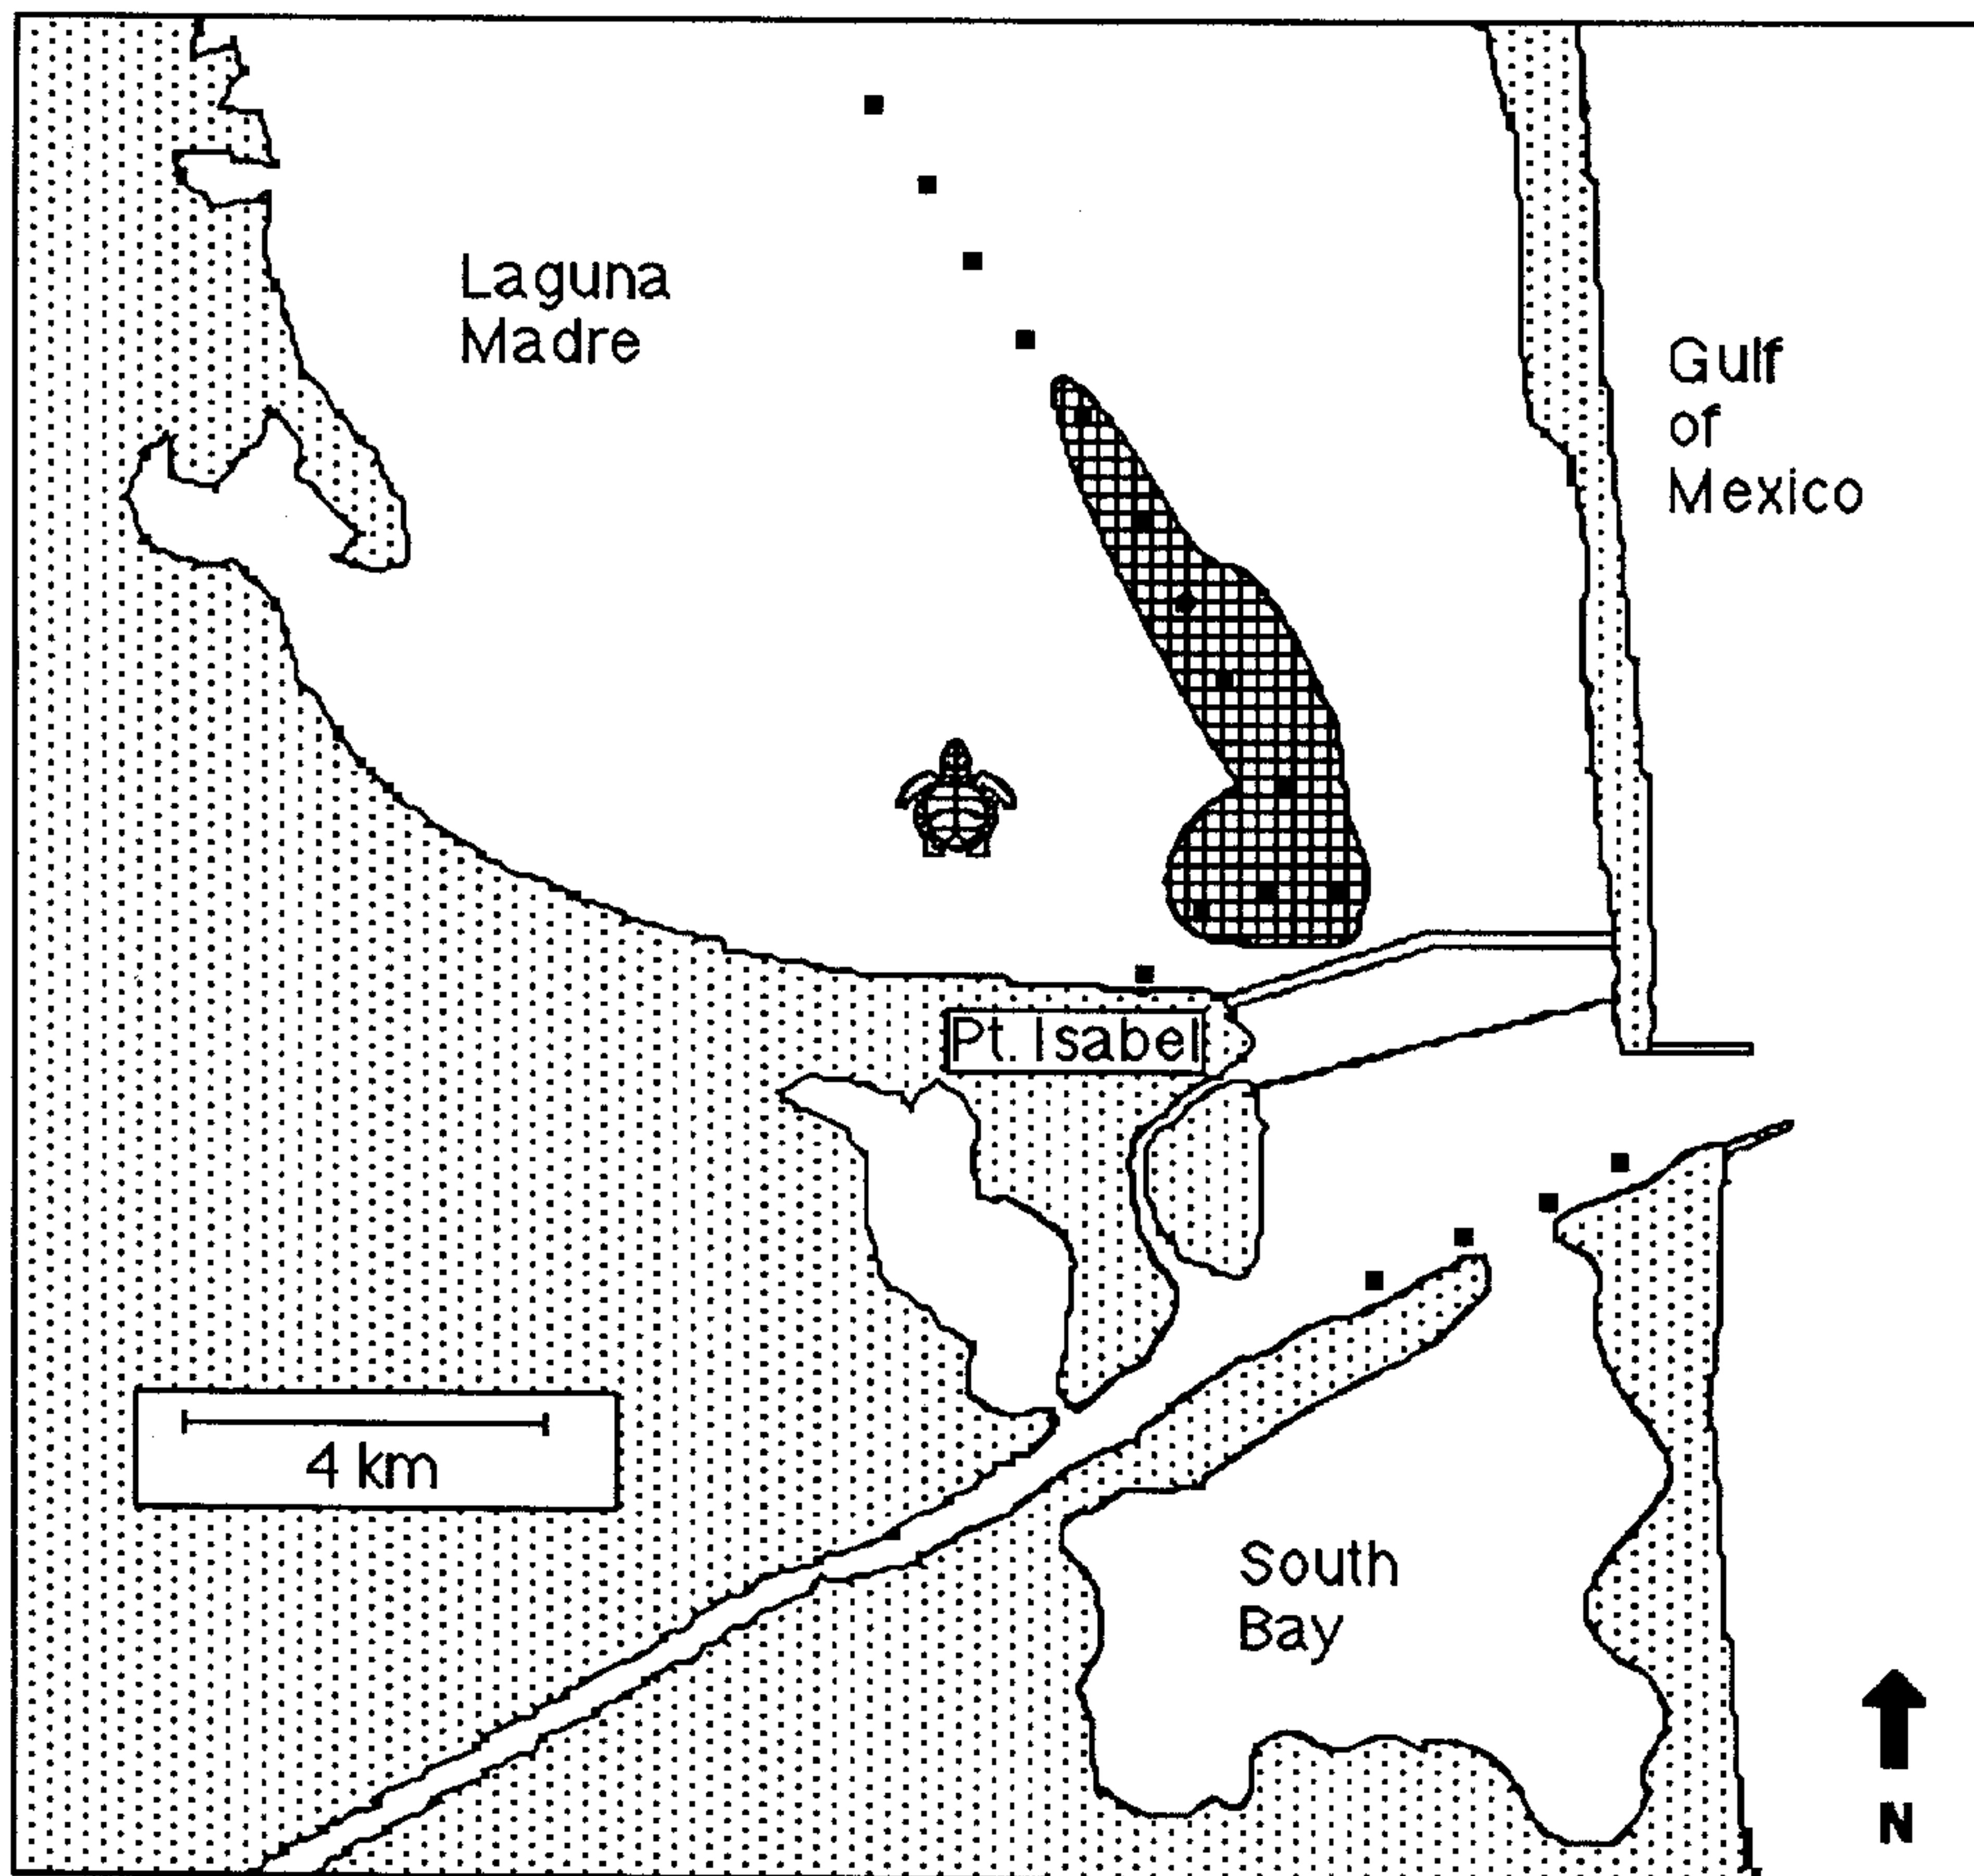 Laguna
Madre
Gulf
of
Mexico
Pt. Isabel
4 km
South
Bay
N